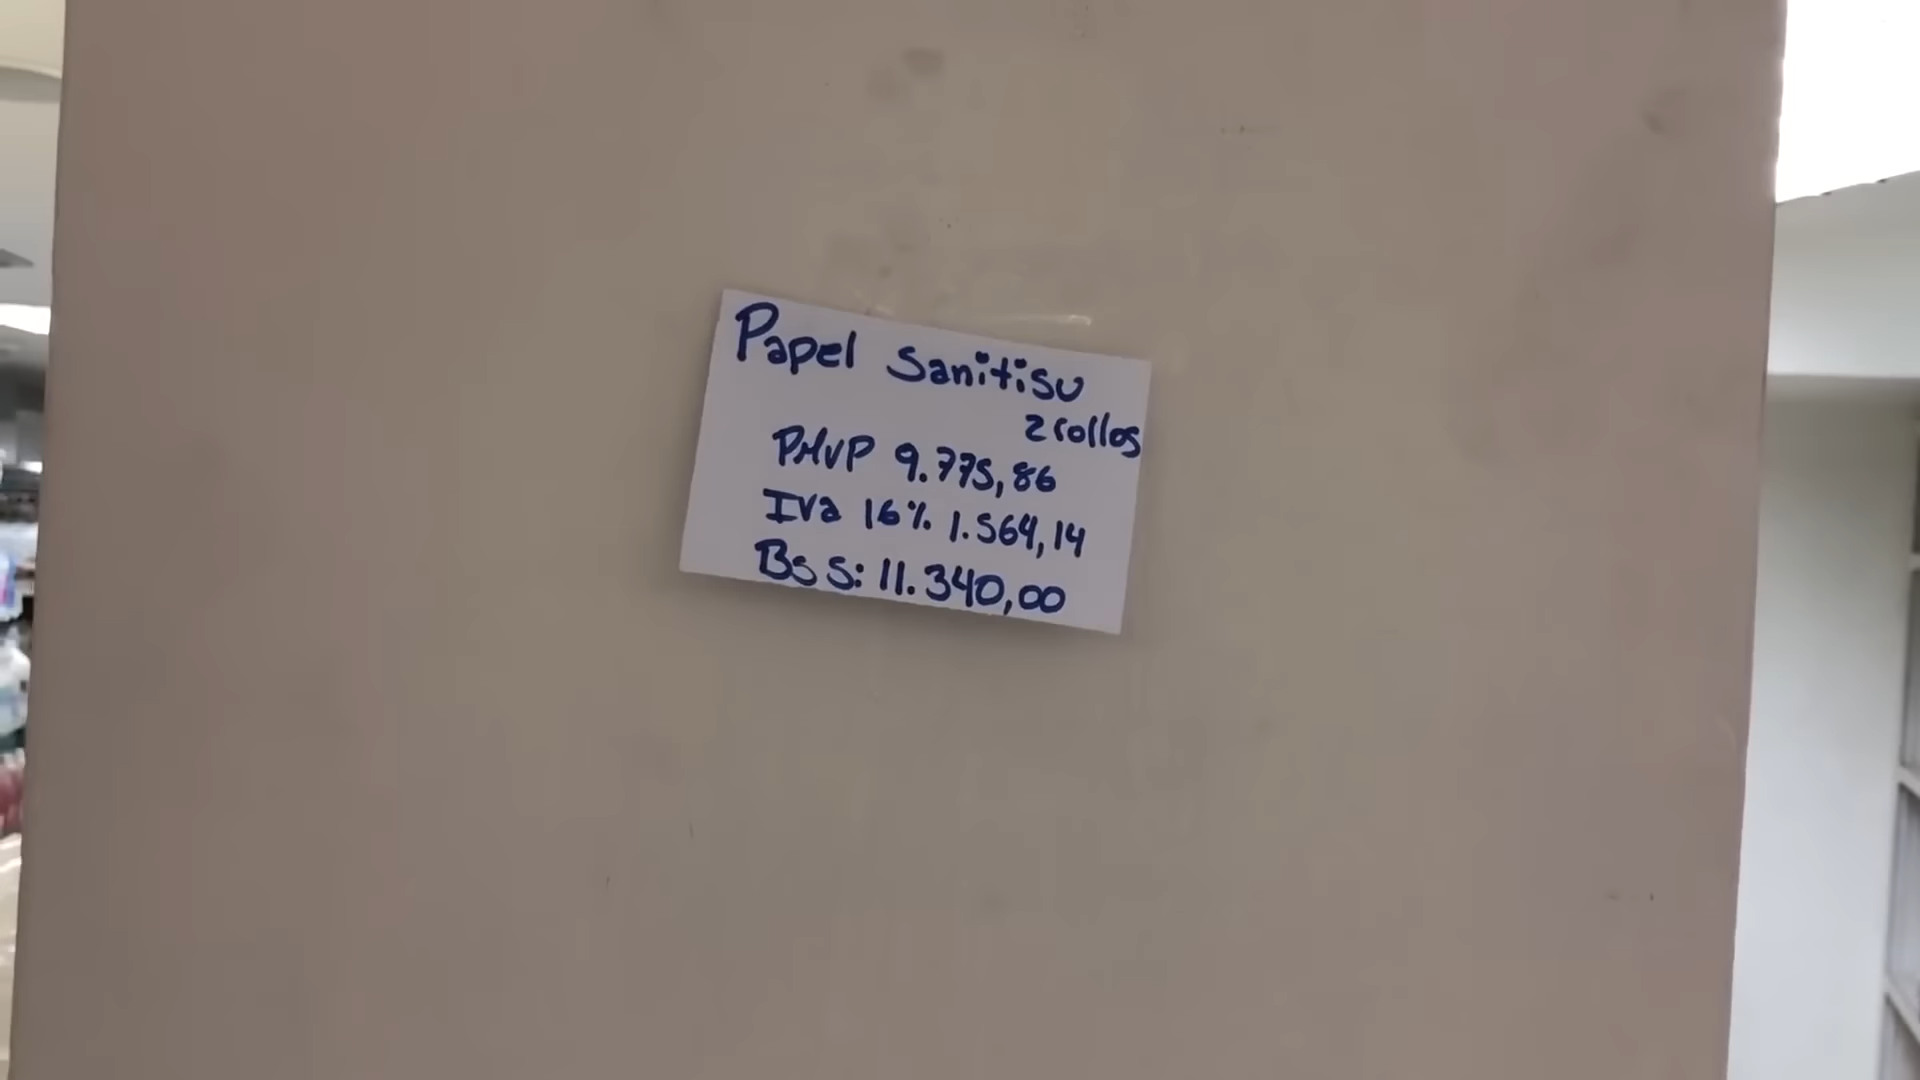 Papel Sanitisu
2 rollos
PMVP 9.775,86
Iva 16% 1.564,14
Bs S: 11.340,00